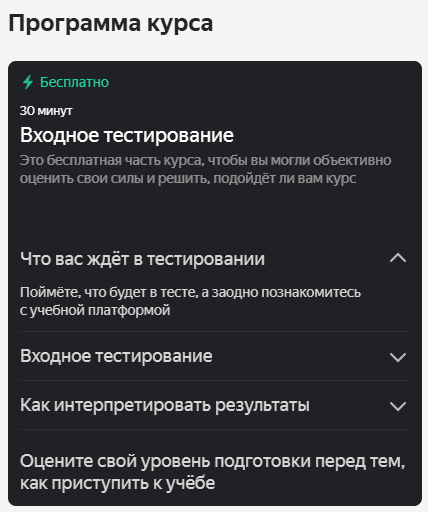 Программа курса
Бесплатно
30 минут
Входное тестирование
Это бесплатная часть курса, чтобы вы могли объективно
оценить свои силы и решить, подойдёт ли вам курс
Что вас ждёт в тестировании
Поймёте, что будет в тесте, а заодно познакомитесь
с учебной платформой
Входное тестирование
Как интерпретировать результаты
Оцените свой уровень подготовки перед тем,
как приступить к учёбе